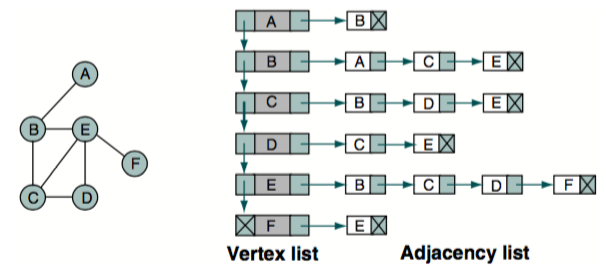 A
B E
F
C D
A B
B A C E
C B D E
D C E
E B C D F
F E
Vertex list Adjacency list